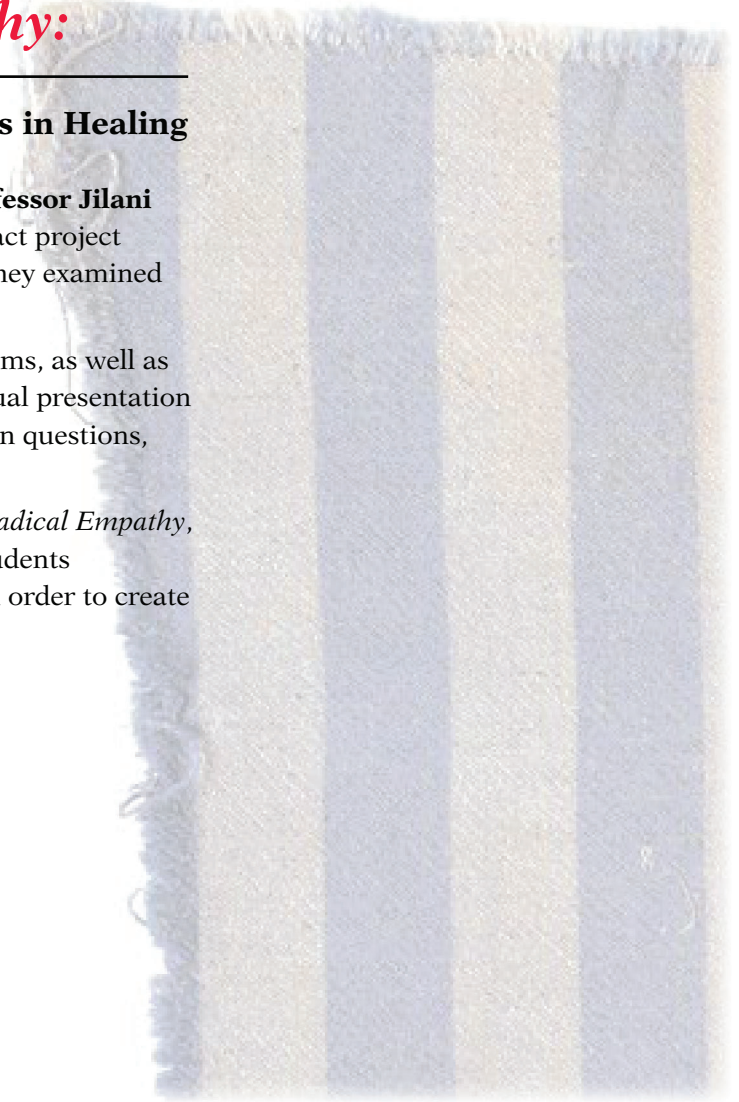 hy:
s in Healing
fessor Jilani
act project
hey examined
ms, as well as
ual presentation
n questions,
adical Empathy,
udents
order to create